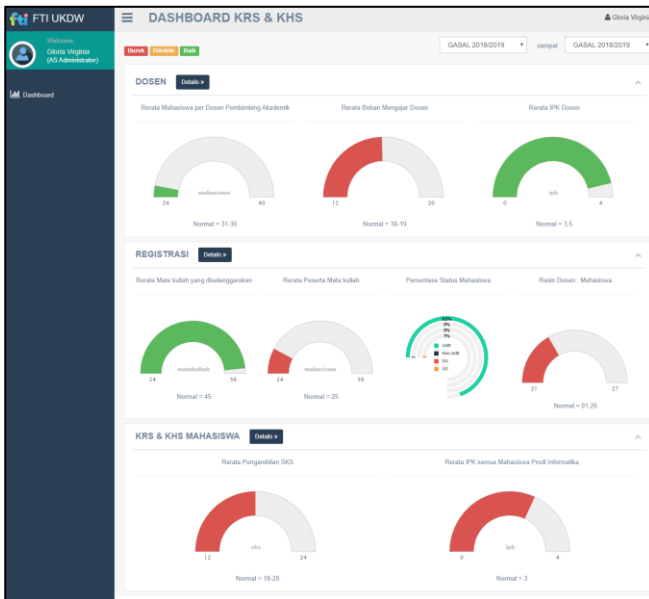 fti FTI UKDW
DASHBOARD KRS & KHS
Gloria Virginia
Welcome,
Gloria Virginia
(AS Administrator)
Dashboard
Buruk
Baik
GASAL 2018/2019 sampai GASAL 2018/2019
DOSEN Details »
Rerata Mahasiswa per Dosen Pembimbing Akademik
Rerata Beban Mengajar Dosen
Rerata IPK Dosen
mahasiswa
ipk
24 40
12 20
0 4
Normal = 31-35
Normal = 16-19
Normal = 3.5
REGISTRASI Details »
Rerata Mata kuliah yang diselenggarakan
Rerata Peserta Mata kuliah
Persentase Status Mahasiswa
Rasio Dosen : Mahasiswa
matakuliah
mahasiswa
24 56
24 56
21 27
Normal = 45
Normal = 25
Normal = 01:26
KRS & KHS MAHASISWA Details »
Rerata Pengambilan SKS
Rerata IPK semua Mahasiswa Prodi Informatika
sks
ipk
12 24
0 4
Normal = 18-20
Normal = 3